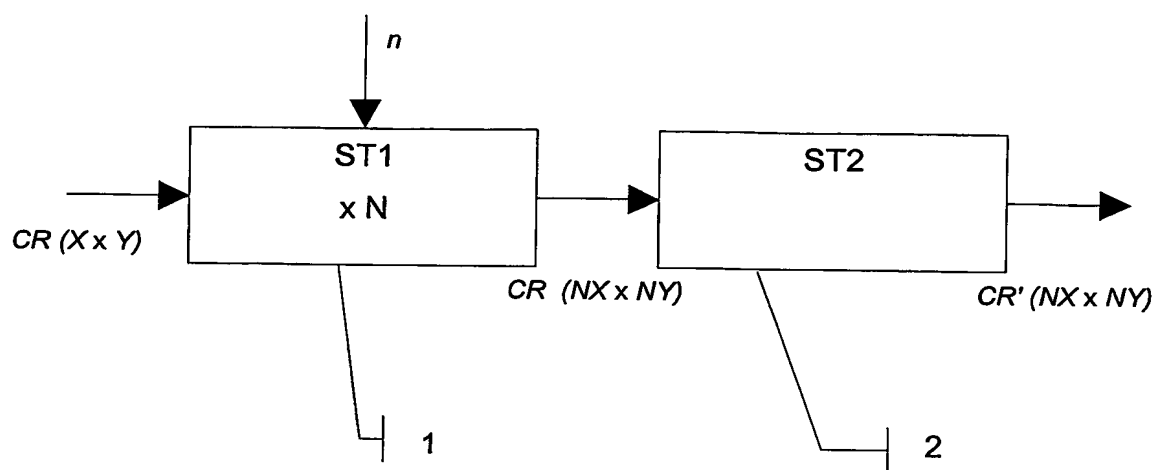 n
ST1
x N
ST2
CR (X x Y)
CR (NX x NY)
CR' (NX x NY)
1
2